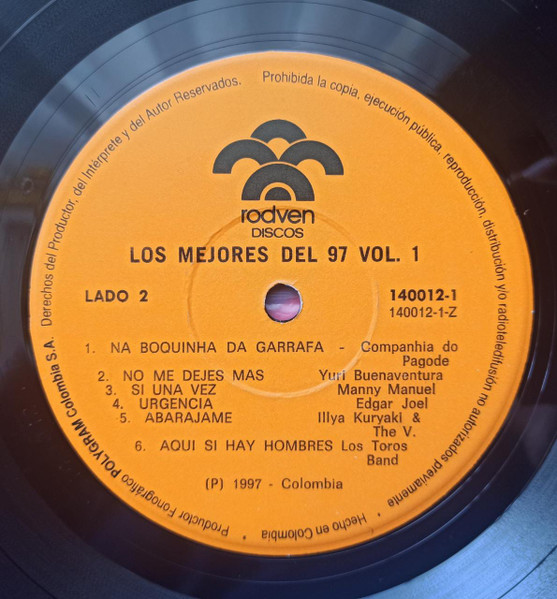 Productor Fonográfico POLYGRAM Colombia S.A. Derechos del Productor, del Intérprete y del Autor Reservados. Prohibida la copia, ejecución pública, reproducción, distribución y/o radioteledifusión no autorizados previamente * Hecho en Colombia *
rodven
DISCOS
LOS MEJORES DEL 97 VOL. 1
LADO 2 140012-1
140012-1-Z
1. NA BOQUINHA DA GARRAFA - Companhia do
Pagode
2. NO ME DEJES MAS Yuri Buenaventura
3. SI UNA VEZ Manny Manuel
4. URGENCIA Edgar Joel
5. ABARAJAME Illya Kuryaki &
The V.
6. AQUI SI HAY HOMBRES Los Toros
Band
(P) 1997 - Colombia